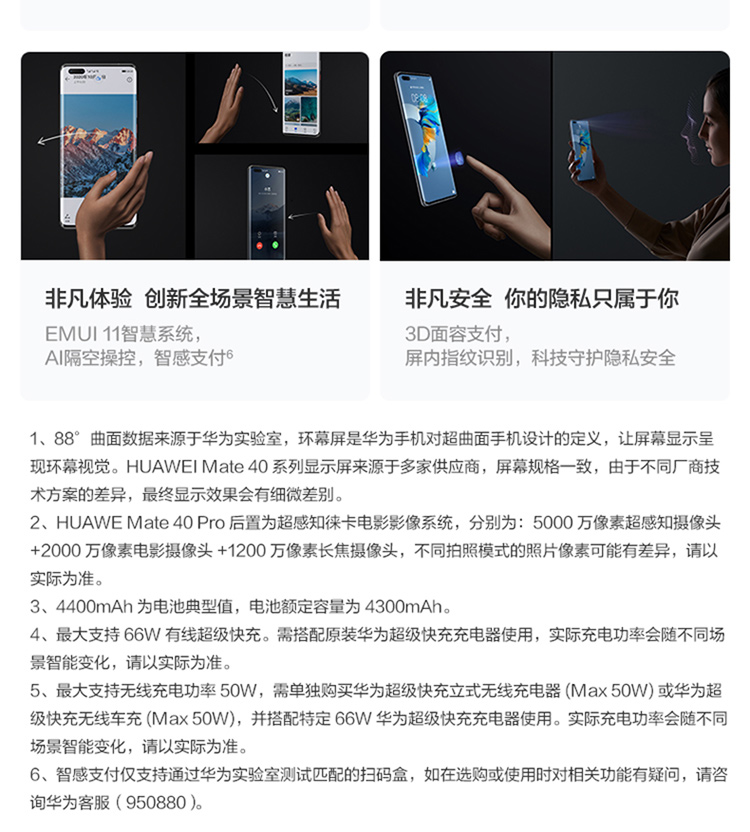 非凡体验 创新全场景智慧生活
EMUI 11智慧系统，
AI隔空操控，智感支付6
非凡安全 你的隐私只属于你
3D面容支付，
屏内指纹识别，科技守护隐私安全
1、88°曲面数据来源于华为实验室，环幕屏是华为手机对超曲面手机设计的定义，让屏幕显示呈
现环幕视觉。HUAWEI Mate 40 系列显示屏来源于多家供应商，屏幕规格一致，由于不同厂商技
术方案的差异，最终显示效果会有细微差别。
2、HUAWE Mate 40 Pro 后置为超感知徕卡电影影像系统，分别为：5000 万像素超感知摄像头
+2000 万像素电影摄像头 +1200 万像素长焦摄像头，不同拍照模式的照片像素可能有差异，请以
实际为准。
3、4400mAh 为电池典型值，电池额定容量为 4300mAh。
4、最大支持 66W 有线超级快充。需搭配原装华为超级快充充电器使用，实际充电功率会随不同场
景智能变化，请以实际为准。
5、最大支持无线充电功率 50W，需单独购买华为超级快充立式无线充电器 (Max 50W) 或华为超
级快充无线车充 (Max 50W)，并搭配特定 66W 华为超级快充充电器使用。实际充电功率会随不同
场景智能变化，请以实际为准。
6、智感支付仅支持通过华为实验室测试匹配的扫码盒，如在选购或使用时对相关功能有疑问，请咨
询华为客服（950880）。